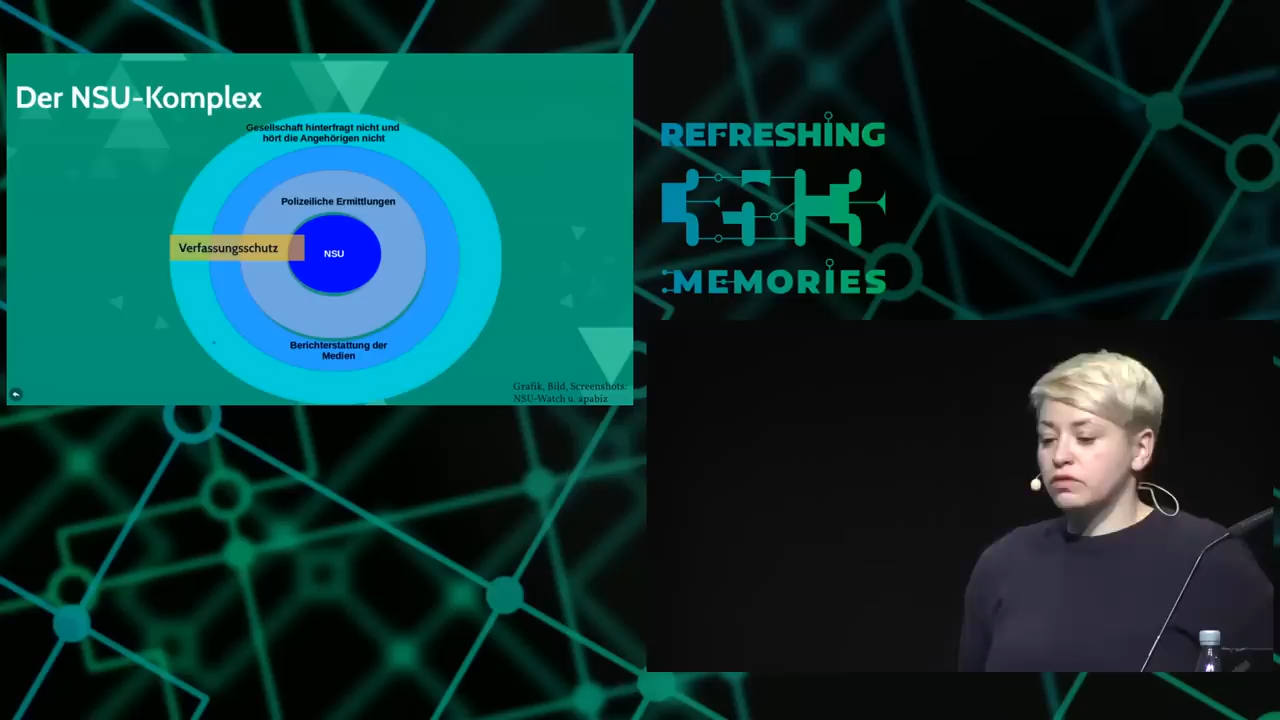 Der NSU-Komplex
Gesellschaft hinterfragt nicht und
hört die Angehörigen nicht
Polizeiliche Ermittlungen
Verfassungsschutz
NSU
Berichterstattung der
Medien
Grafik, Bild, Screenshots:
NSU-Watch u. apabiz
REFRESHING
MEMORIES